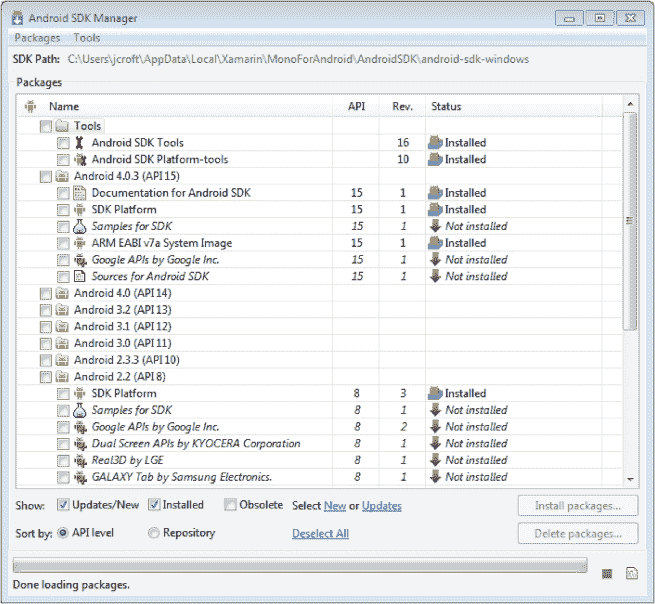 Android SDK Manager
Packages Tools
SDK Path: C:\Users\jcroft\AppData\Local\Xamarin\MonoForAndroid\AndroidSDK\android-sdk-windows
Packages
Name API Rev. Status
Tools
Android SDK Tools 16 Installed
Android SDK Platform-tools 10 Installed
Android 4.0.3 (API 15)
Documentation for Android SDK 15 1 Installed
SDK Platform 15 1 Installed
Samples for SDK 15 1 Not installed
ARM EABI v7a System Image 15 1 Installed
Google APIs by Google Inc. 15 1 Not installed
Sources for Android SDK 15 1 Not installed
Android 4.0 (API 14)
Android 3.2 (API 13)
Android 3.1 (API 12)
Android 3.0 (API 11)
Android 2.3.3 (API 10)
Android 2.2 (API 8)
SDK Platform 8 3 Installed
Samples for SDK 8 1 Not installed
Google APIs by Google Inc. 8 2 Not installed
Dual Screen APIs by KYOCERA Corporation 8 1 Not installed
Real3D by LGE 8 1 Not installed
GALAXY Tab by Samsung Electronics. 8 1 Not installed
Show: Updates/New Installed Obsolete Select New or Updates Install packages...
Sort by: API level Repository Deselect All Delete packages...
Done loading packages.